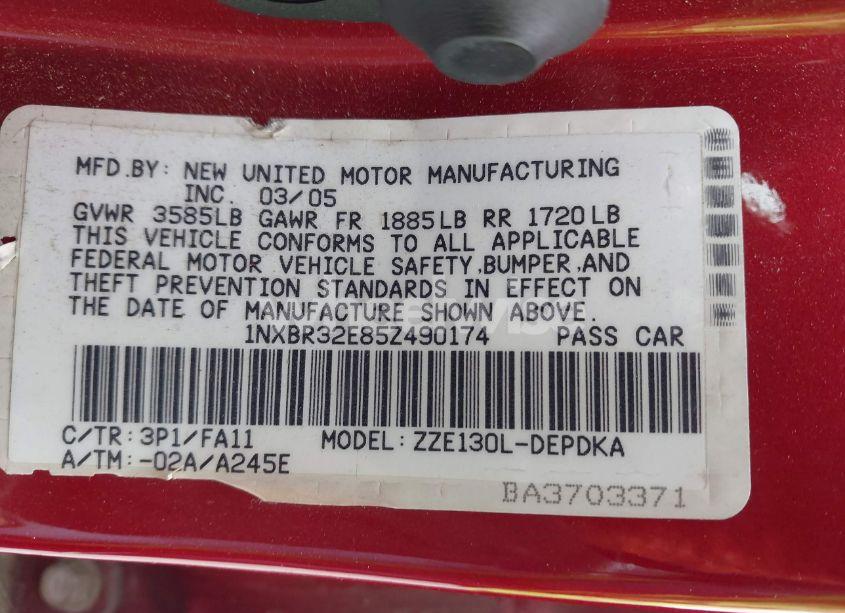 MFD.BY: NEW UNITED MOTOR MANUFACTURING
INC. 03/05
GVWR 3585LB GAWR FR 1885LB RR 1720LB
THIS VEHICLE CONFORMS TO ALL APPLICABLE
FEDERAL MOTOR VEHICLE SAFETY,BUMPER,AND
THEFT PREVENTION STANDARDS IN EFFECT ON
THE DATE OF MANUFACTURE SHOWN ABOVE.
1NXBR32E85Z490174 PASS CAR
C/TR:3P1/FA11 MODEL:ZZE130L-DEPDKA
A/TM:-02A/A245E
BA3703371